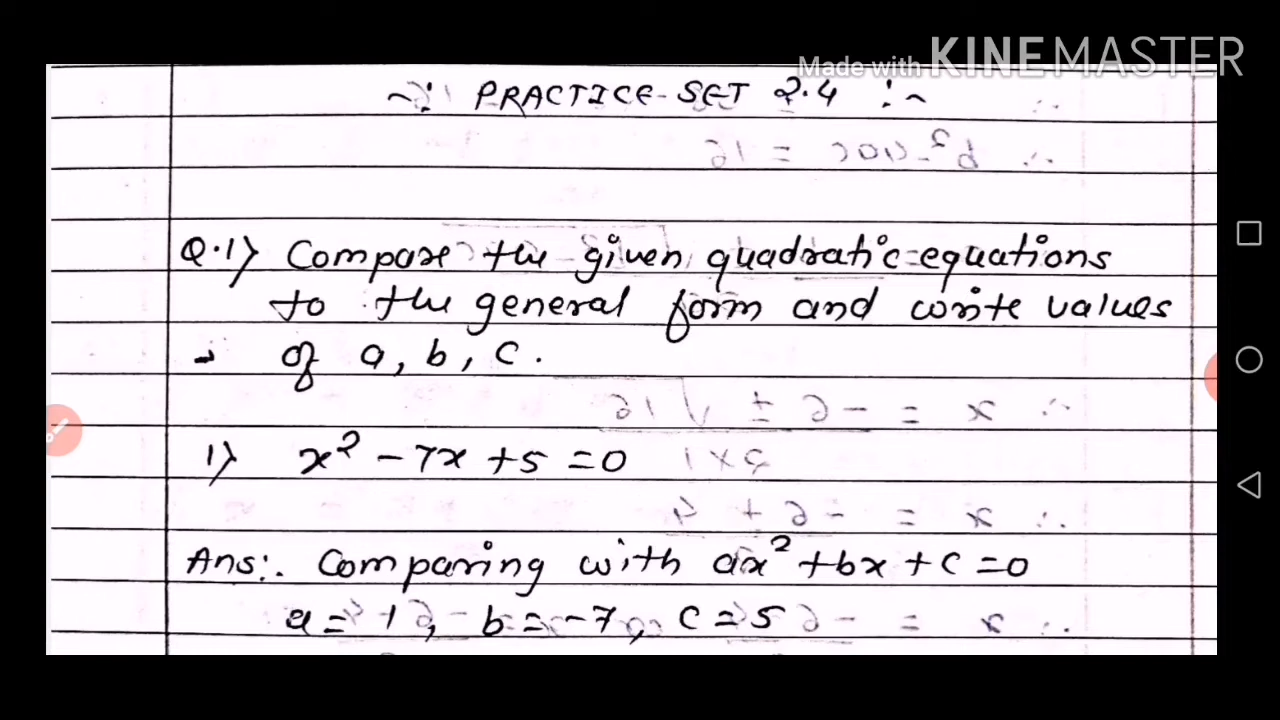 Made with KINEMASTER
~: PRACTICE-SET 2.4 :~
Q.1) Compare the given quadratic equations
to the general form and write values
of a, b, c.
1) x² - 7x + 5 = 0
Ans:. Comparing with ax² + bx + c = 0
a = 1, b = -7, c = 5